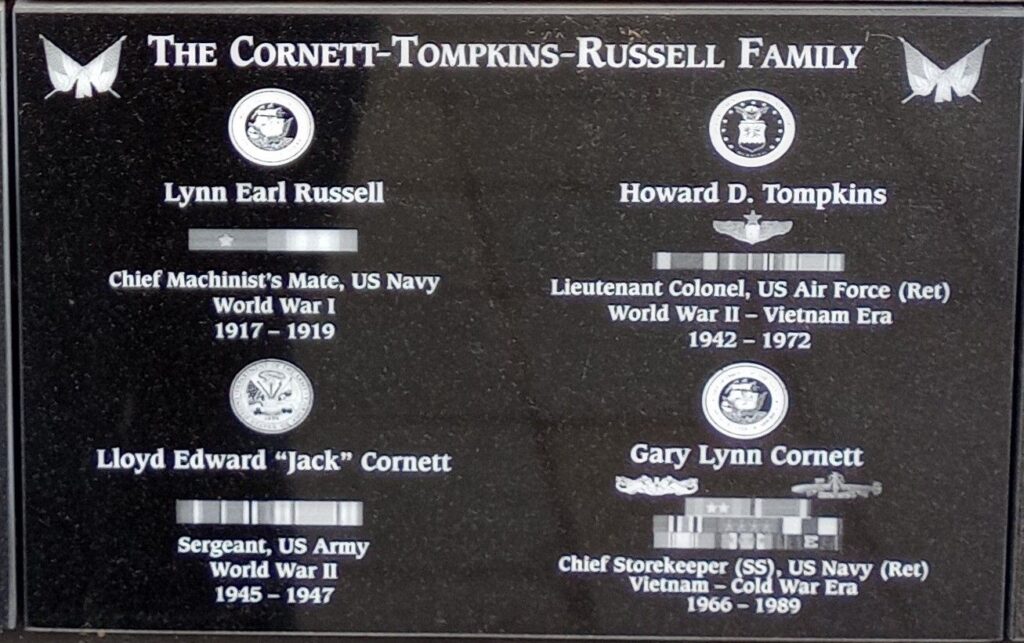 The Cornett-Tompkins-Russell Family
Lynn Earl Russell
Chief Machinist's Mate, US Navy
World War I
1917 – 1919
Howard D. Tompkins
Lieutenant Colonel, US Air Force (Ret)
World War II – Vietnam Era
1942 – 1972
Lloyd Edward “Jack” Cornett
Sergeant, US Army
World War II
1945 – 1947
Gary Lynn Cornett
Chief Storekeeper (SS), US Navy (Ret)
Vietnam – Cold War Era
1966 – 1989